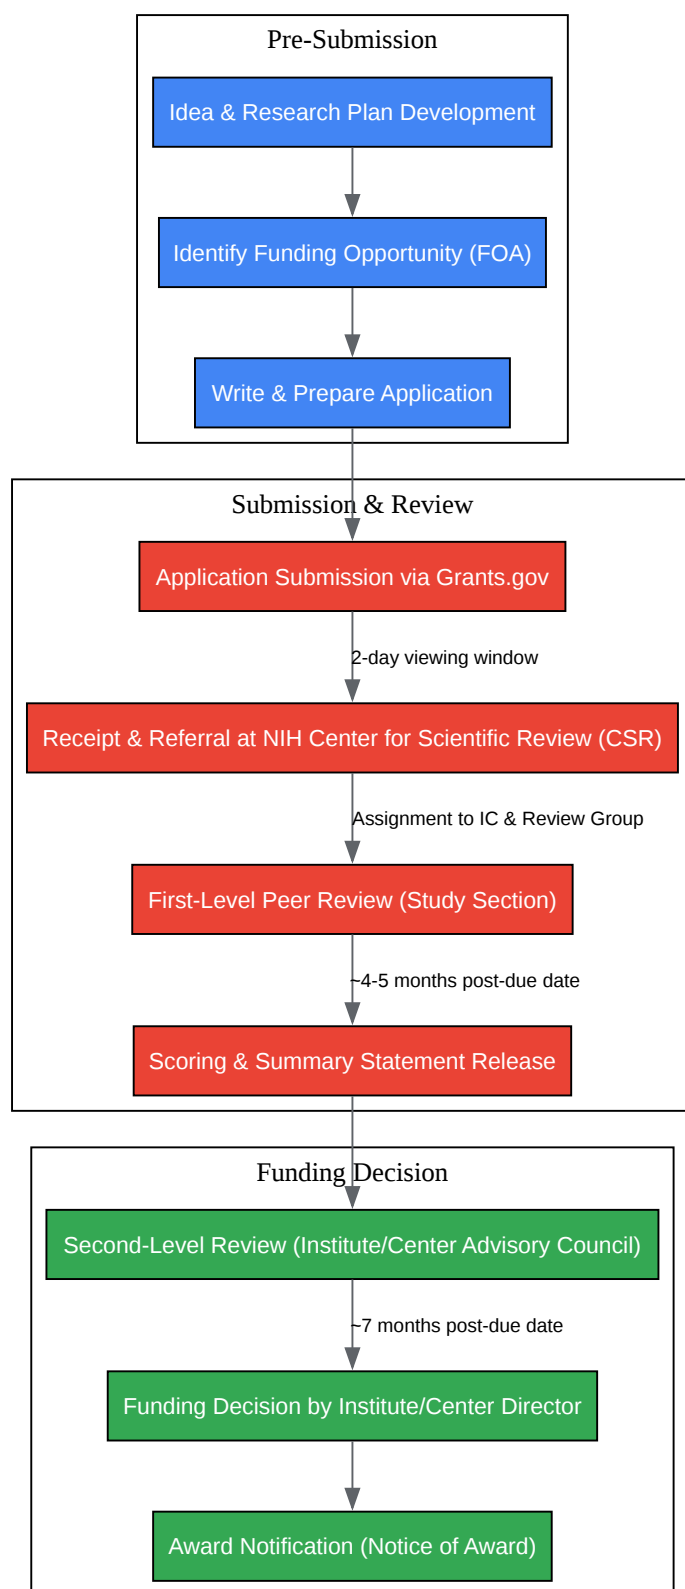 Pre-Submission
Idea & Research Plan Development
Identify Funding Opportunity (FOA)
Write & Prepare Application
Submission & Review
Application Submission via Grants.gov
2-day viewing window
Receipt & Referral at NIH Center for Scientific Review (CSR)
Assignment to IC & Review Group
First-Level Peer Review (Study Section)
~4-5 months post-due date
Scoring & Summary Statement Release
Funding Decision
Second-Level Review (Institute/Center Advisory Council)
~7 months post-due date
Funding Decision by Institute/Center Director
Award Notification (Notice of Award)